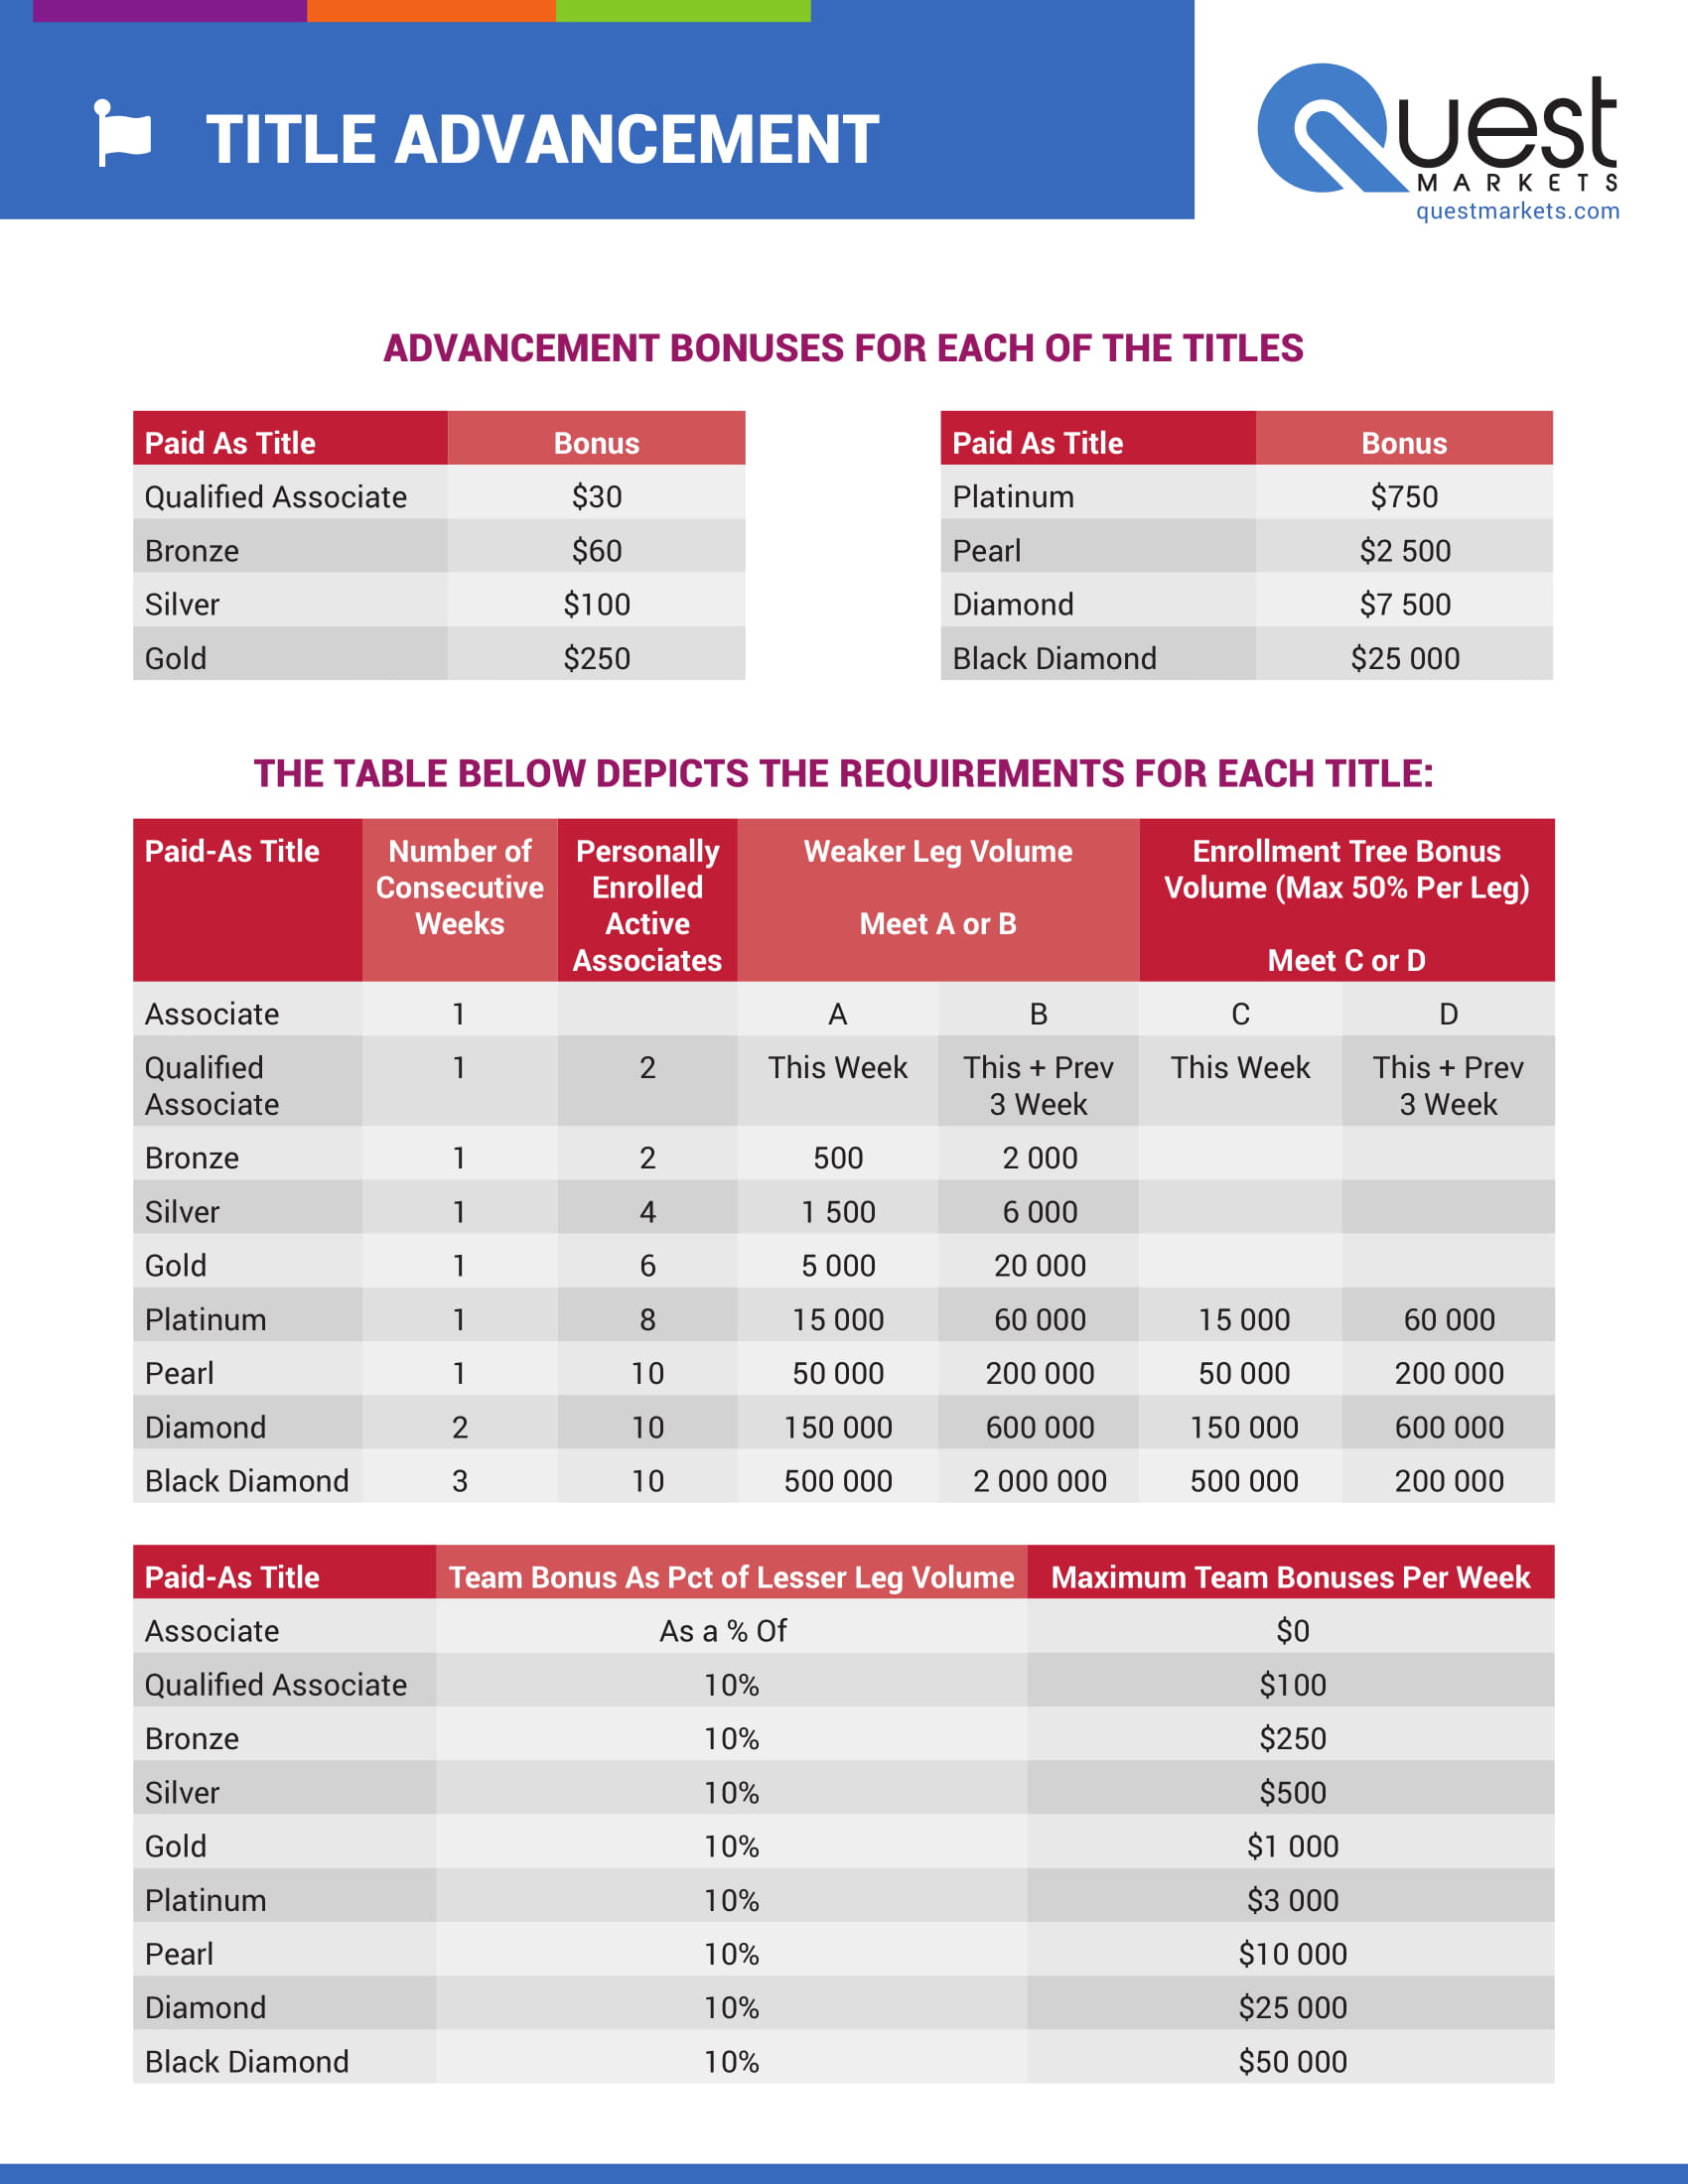 TITLE ADVANCEMENT
Quest
MARKETS
questmarkets.com
ADVANCEMENT BONUSES FOR EACH OF THE TITLES
Paid As Title Bonus
Qualified Associate $30
Bronze $60
Silver $100
Gold $250
Paid As Title Bonus
Platinum $750
Pearl $2 500
Diamond $7 500
Black Diamond $25 000
THE TABLE BELOW DEPICTS THE REQUIREMENTS FOR EACH TITLE:
Paid-As Title
Number of
Consecutive
Weeks
Personally
Enrolled
Active
Associates
Weaker Leg Volume
Meet A or B
Enrollment Tree Bonus
Volume (Max 50% Per Leg)
Meet C or D
Associate 1 A B C D
Qualified 1 2 This Week This + Prev This Week This + Prev
Associate 3 Week 3 Week
Bronze 1 2 500 2 000
Silver 1 4 1 500 6 000
Gold 1 6 5 000 20 000
Platinum 1 8 15 000 60 000 15 000 60 000
Pearl 1 10 50 000 200 000 50 000 200 000
Diamond 2 10 150 000 600 000 150 000 600 000
Black Diamond 3 10 500 000 2 000 000 500 000 200 000
Paid-As Title Team Bonus As Pct of Lesser Leg Volume Maximum Team Bonuses Per Week
Associate As a % Of $0
Qualified Associate 10% $100
Bronze 10% $250
Silver 10% $500
Gold 10% $1 000
Platinum 10% $3 000
Pearl 10% $10 000
Diamond 10% $25 000
Black Diamond 10% $50 000